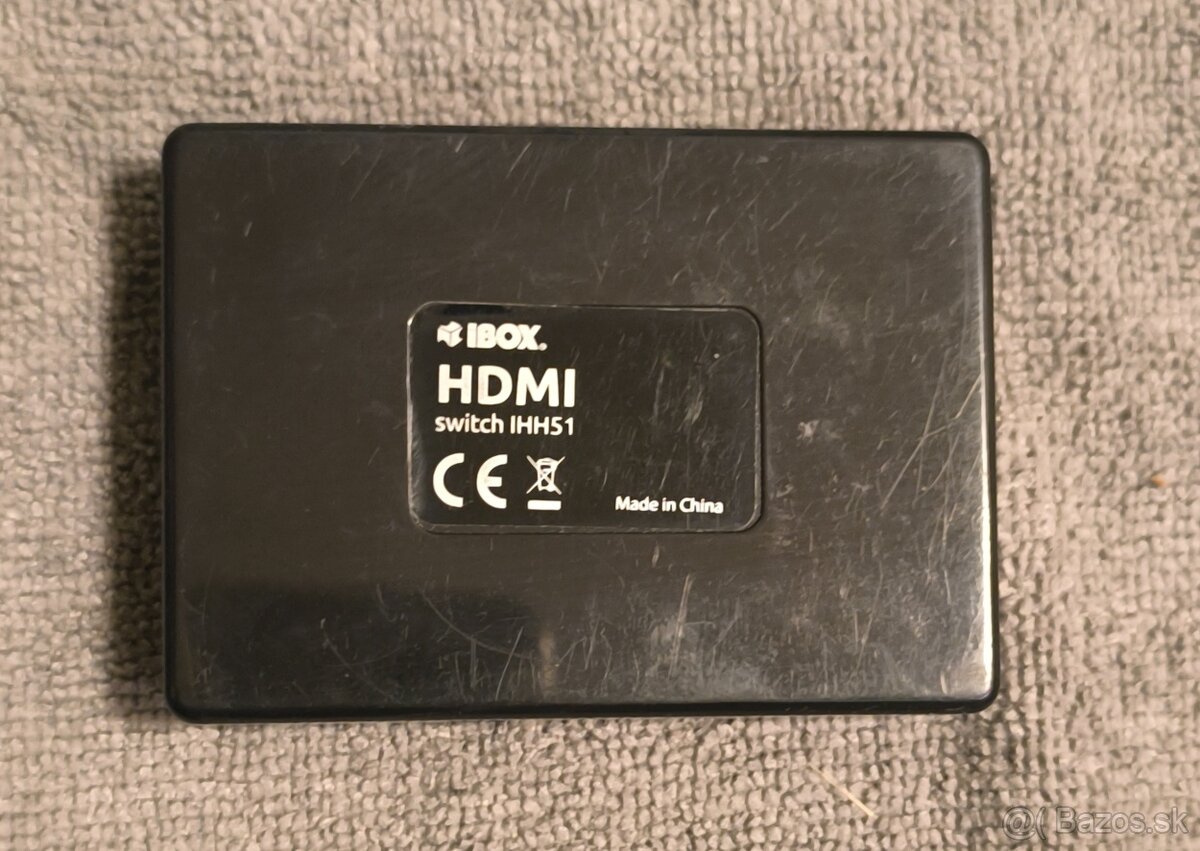 IBOX®
HDMI
switch IHH51
CE
Made in China
@( Bazos.sk